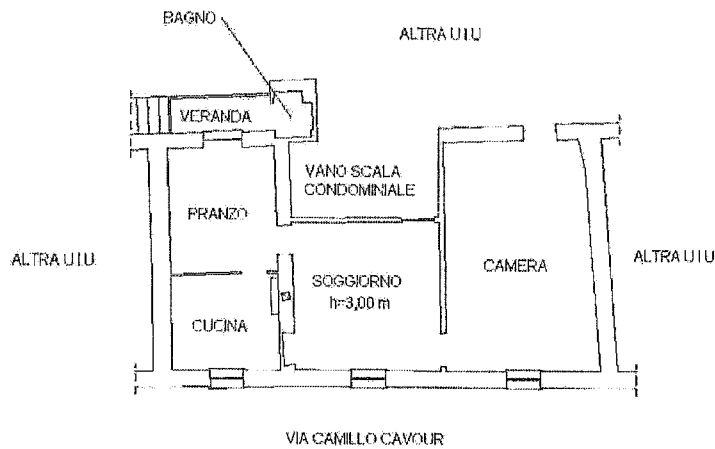 BAGNO
ALTRA U.I.U.
VERANDA
VANO SCALA
CONDOMINIALE
PRANZO
ALTRA U.I.U.
SOGGIORNO
h=3,00 m
CAMERA
ALTRA U.I.U.
CUCINA
VIA CAMILLO CAVOUR